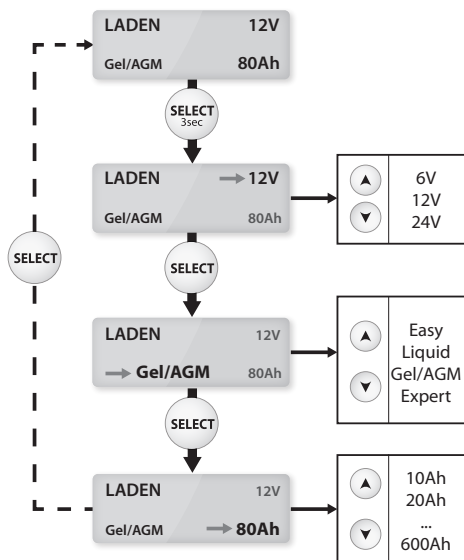 LADEN 12V
Gel/AGM 80Ah
SELECT
3sec
LADEN 12V
Gel/AGM 80Ah
6V
12V
24V
SELECT
SELECT
LADEN 12V
Gel/AGM 80Ah
Easy
Liquid
Gel/AGM
Expert
SELECT
LADEN 12V
Gel/AGM 80Ah
10Ah
20Ah
...
600Ah